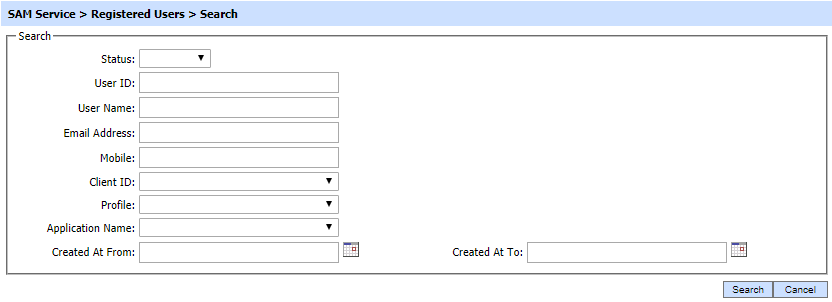 SAM Service > Registered Users > Search
Search
Status:
User ID:
User Name:
Email Address:
Mobile:
Client ID:
Profile:
Application Name:
Created At From: Created At To:
Search Cancel